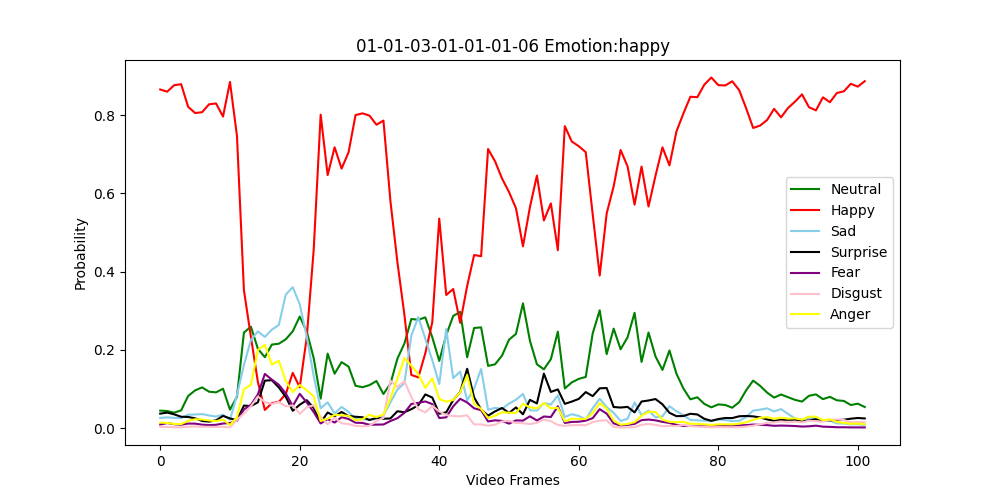 01-01-03-01-01-01-06 Emotion:happy
Probability
0.8
0.6
0.4
0.2
0.0
Neutral
Happy
Sad
Surprise
Fear
Disgust
Anger
0 20 40 60 80 100
Video Frames